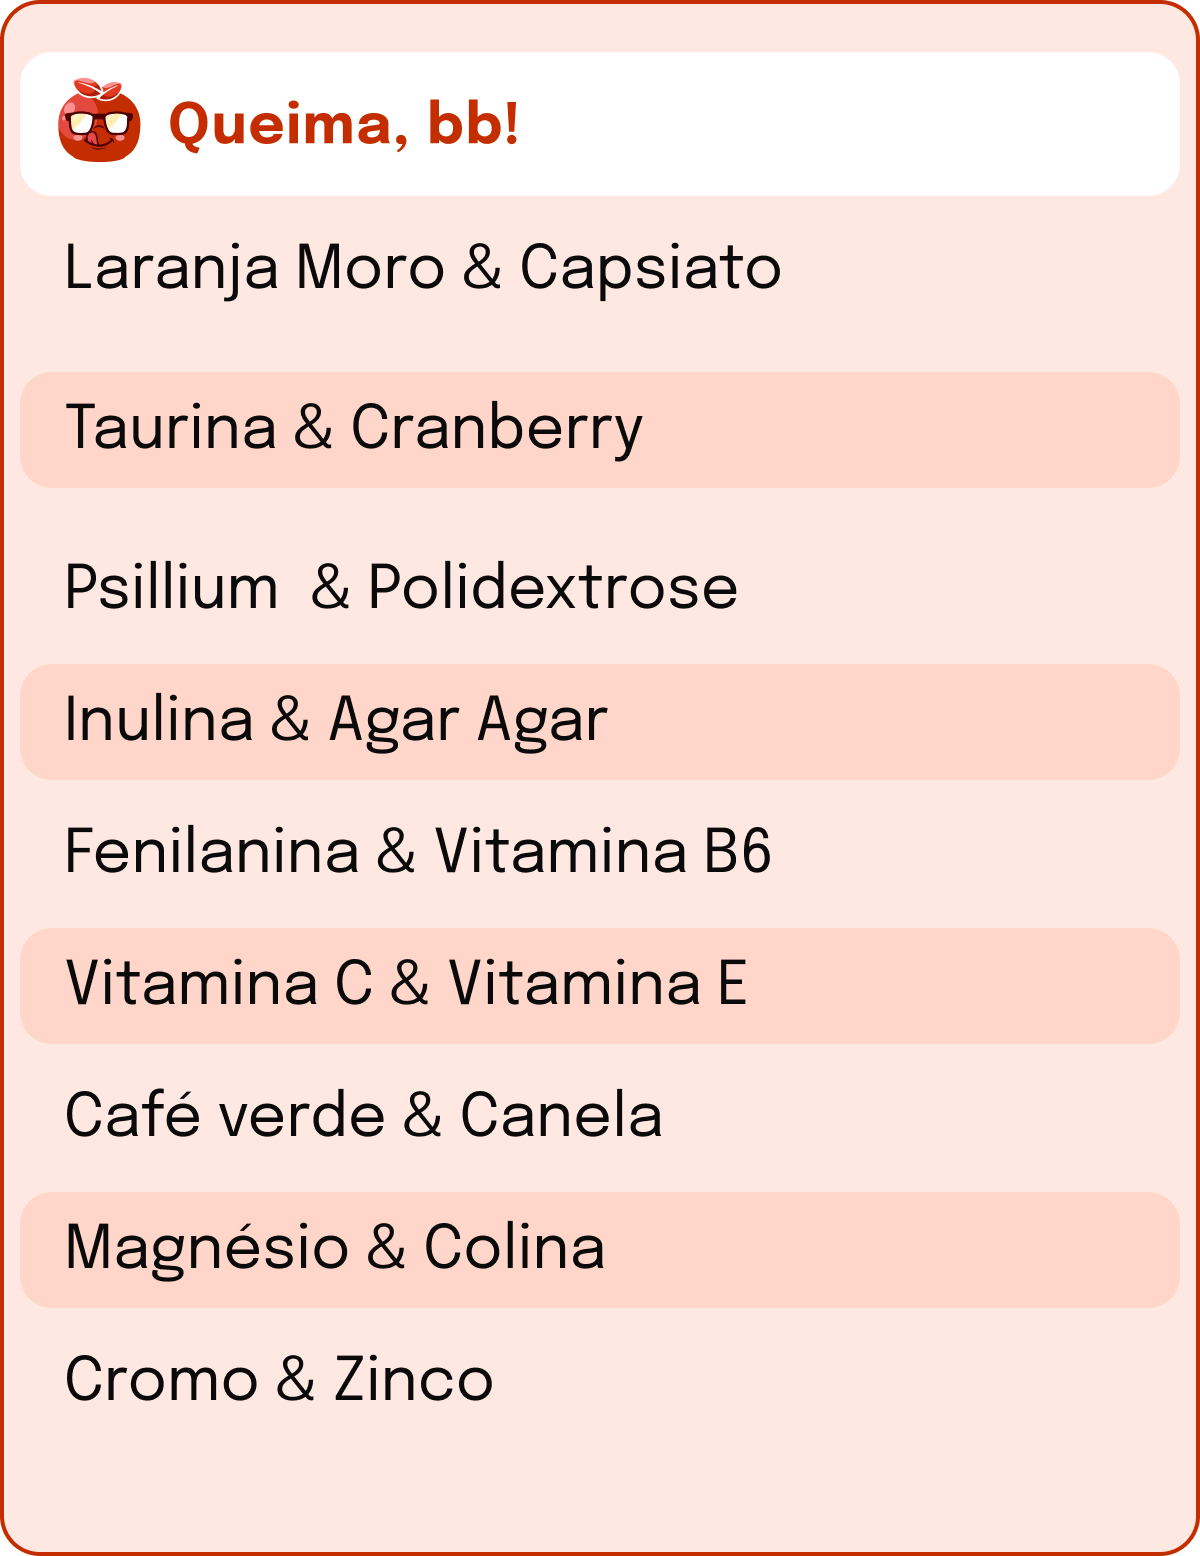 Queima, bb!
Laranja Moro & Capsiato
Taurina & Cranberry
Psillium & Polidextrose
Inulina & Agar Agar
Fenilanina & Vitamina B6
Vitamina C & Vitamina E
Café verde & Canela
Magnésio & Colina
Cromo & Zinco